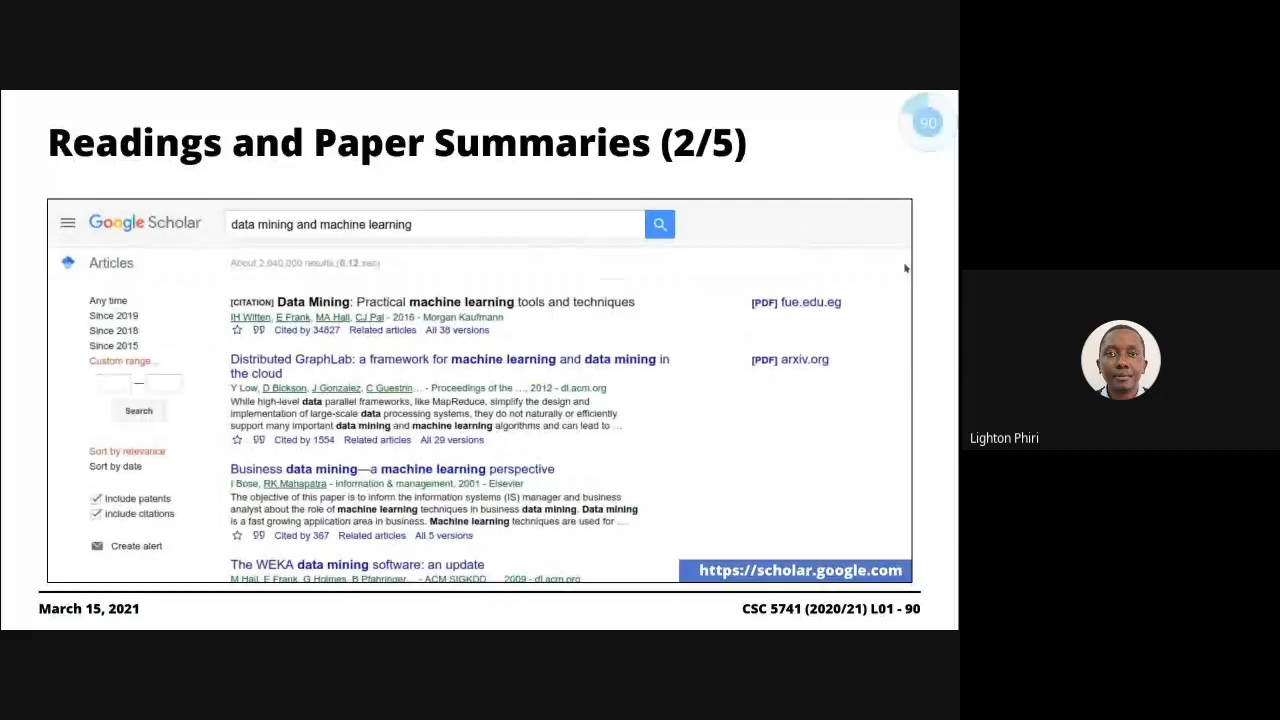 Readings and Paper Summaries (2/5)
90
Google Scholar
data mining and machine learning
Articles
About 2,040,000 results (0.12 sec)
Any time
Since 2019
Since 2018
Since 2015
Custom range...
—
Search
Sort by relevance
Sort by date
include patents
include citations
Create alert
[CITATION] Data Mining: Practical machine learning tools and techniques
IH Witten, E Frank, MA Hall, CJ Pal - 2016 - Morgan Kaufmann
Cited by 34827 Related articles All 38 versions
[PDF] fue.edu.eg
Distributed GraphLab: a framework for machine learning and data mining in
the cloud
Y Low, D Bickson, J Gonzalez, C Guestrin... - Proceedings of the ..., 2012 - dl.acm.org
While high-level data parallel frameworks, like MapReduce, simplify the design and
implementation of large-scale data processing systems, they do not naturally or efficiently
support many important data mining and machine learning algorithms and can lead to ...
Cited by 1554 Related articles All 29 versions
[PDF] arxiv.org
Business data mining—a machine learning perspective
I Bose, RK Mahapatra - Information & management, 2001 - Elsevier
The objective of this paper is to inform the information systems (IS) manager and business
analyst about the role of machine learning techniques in business data mining. Data mining
is a fast growing application area in business. Machine learning techniques are used for ...
Cited by 367 Related articles All 5 versions
The WEKA data mining software: an update
M Hall, E Frank, G Holmes, B Pfahringer... - ACM SIGKDD ..., 2009 - dl.acm.org
https://scholar.google.com
March 15, 2021
CSC 5741 (2020/21) L01 - 90
Lighton Phiri